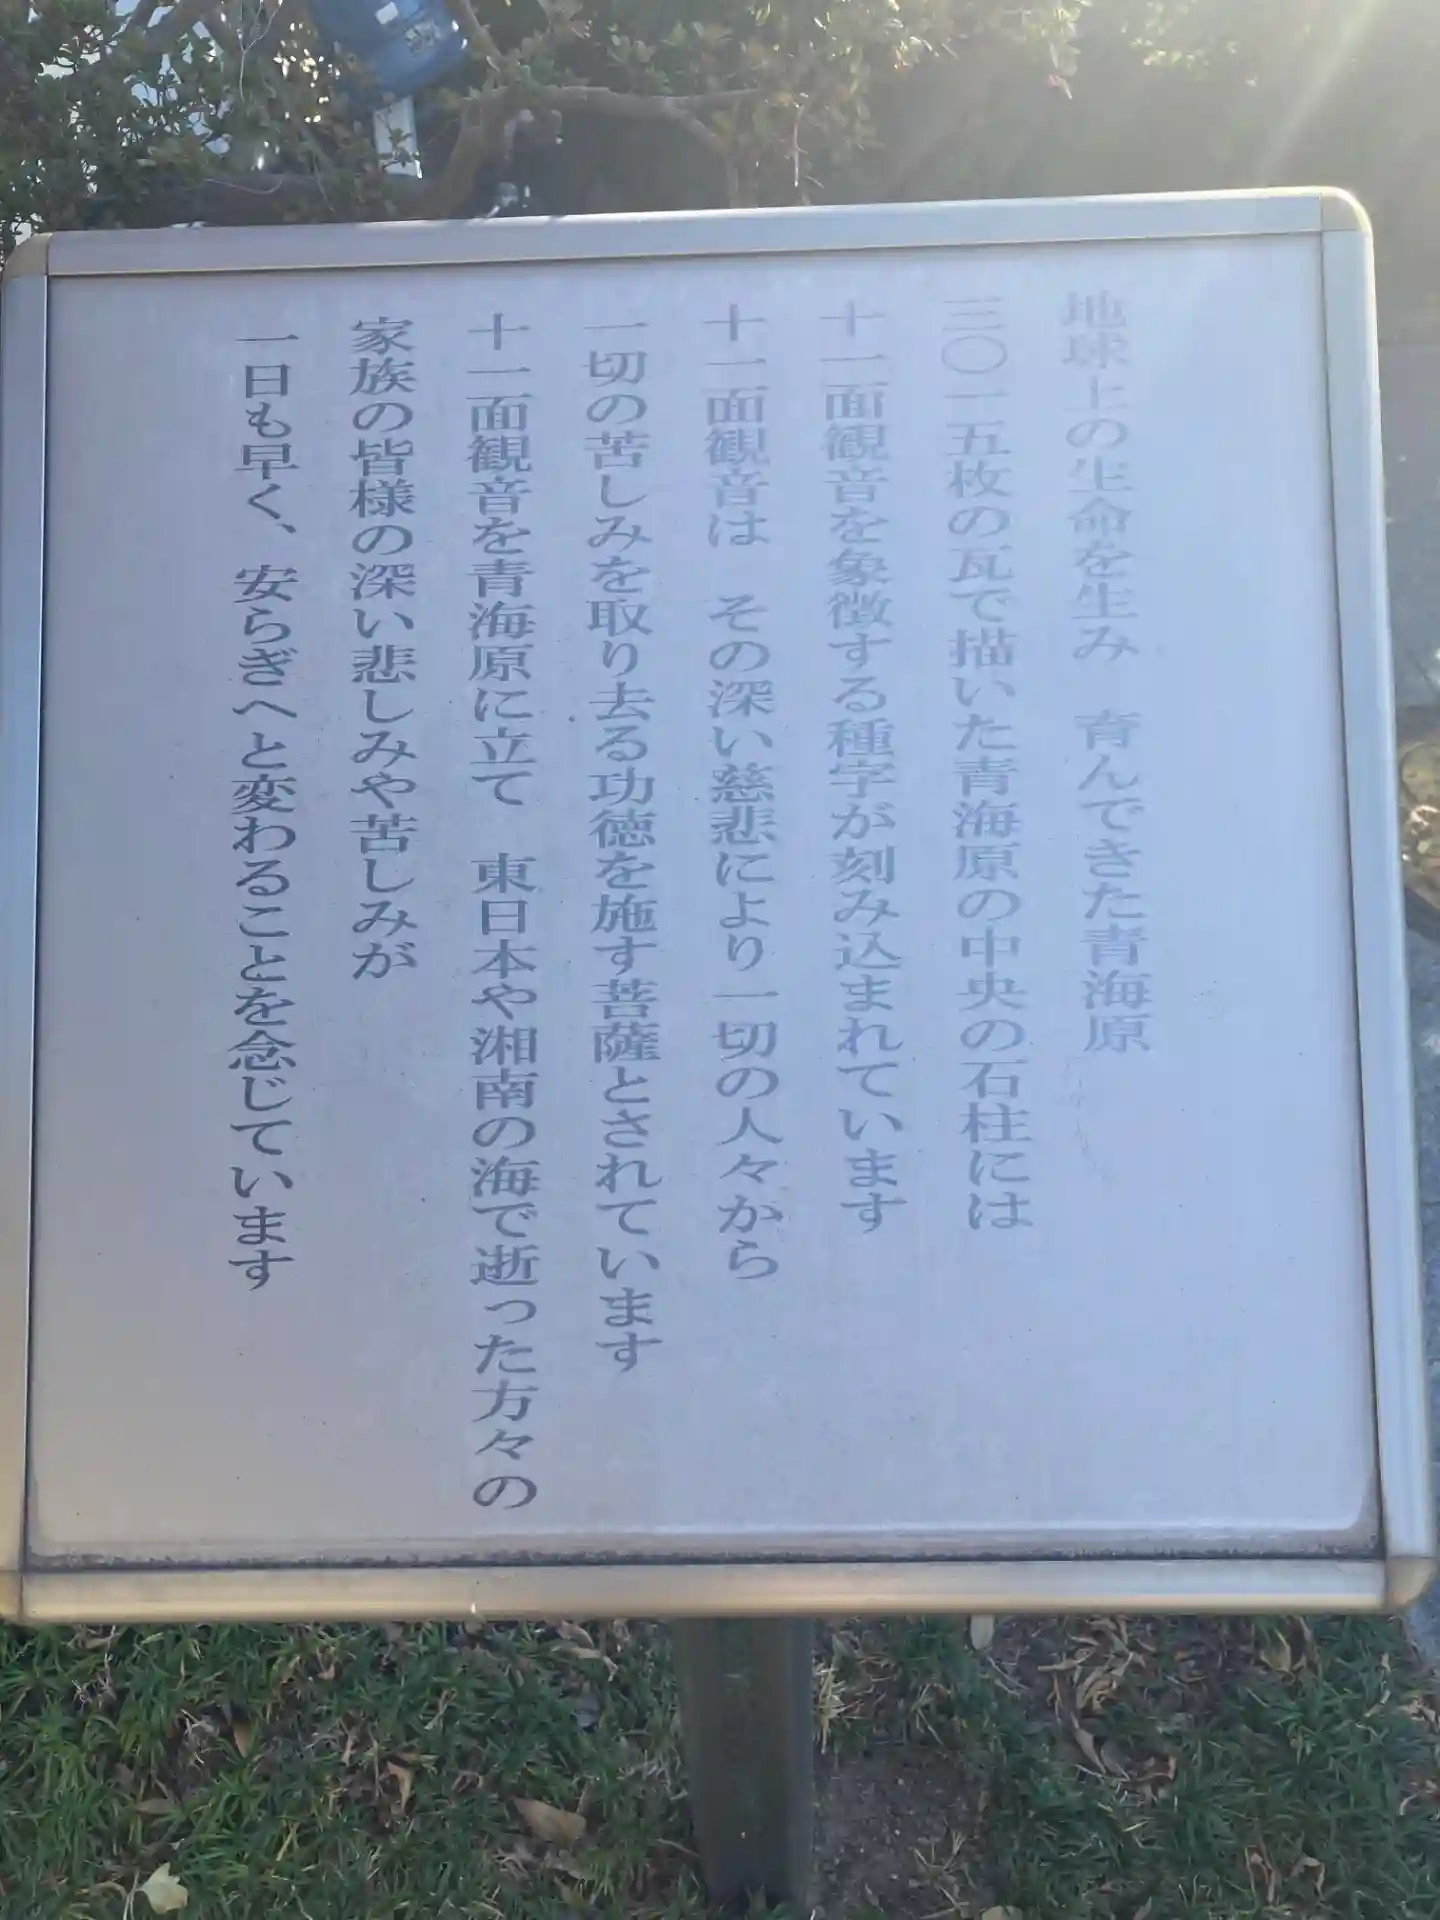 地球上の生命を生み　育んできた青海原
三〇一五枚の瓦で描いた青海原の中央の石柱には
十一面観音を象徴する種字が刻み込まれています
十一面観音は　その深い慈悲により一切の人々から
一切の苦しみを取り去る功徳を施す菩薩とされています
十一面観音を青海原に立て　東日本や湘南の海で逝った方々の
家族の皆様の深い悲しみや苦しみが
一日も早く、安らぎへと変わることを念じています